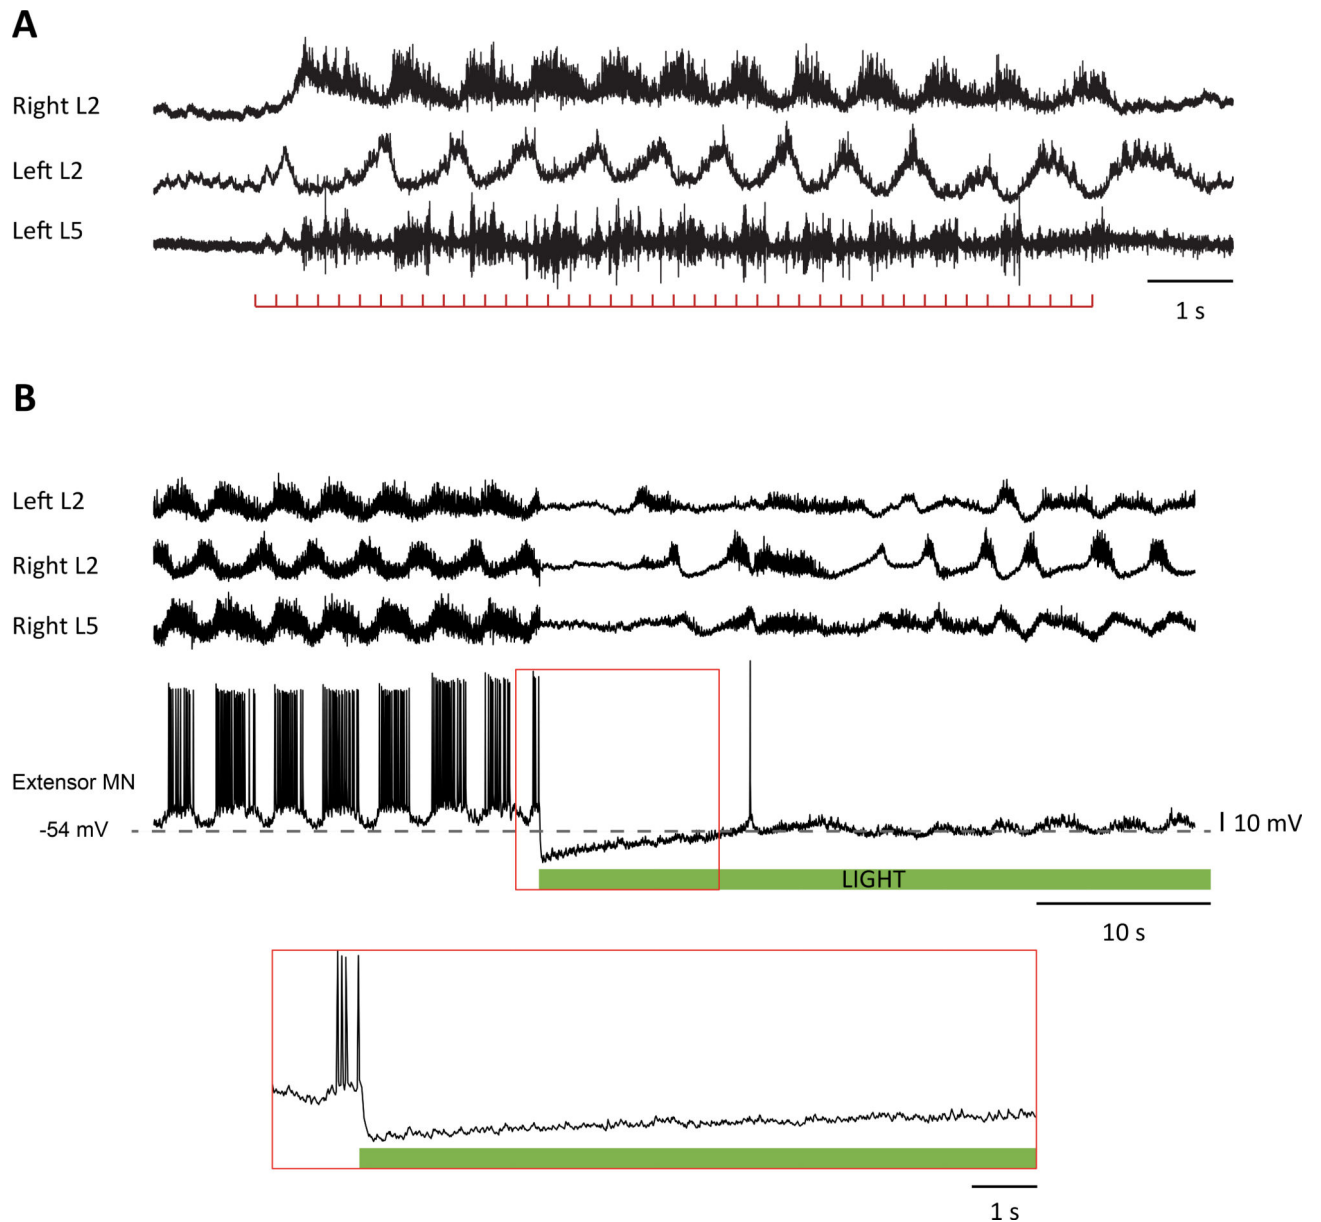 A
Right L2
Left L2
Left L5
1 s
B
Left L2
Right L2
Right L5
Extensor MN
-54 mV
10 mV
LIGHT
10 s
1 s